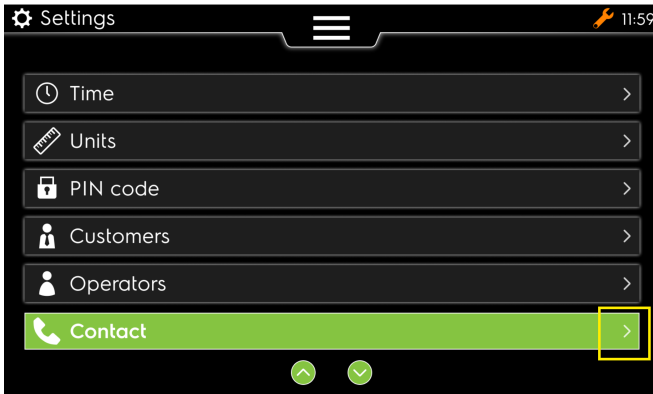 Settings
11:59
Time
Units
PIN code
Customers
Operators
Contact